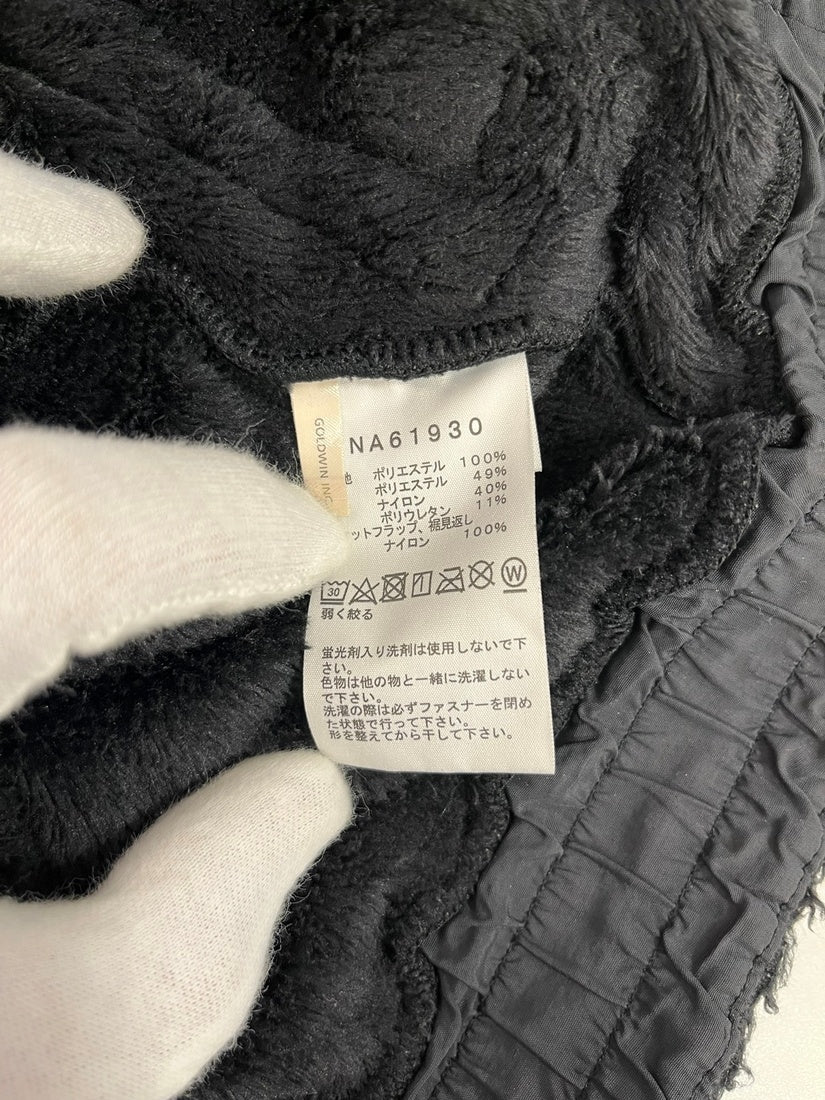 GOLDWIN INC
NA61930
地 ポリエステル 100%
ポリエステル 49%
ナイロン 40%
ポリウレタン 11%
ットフラップ、裾見返し
ナイロン 100%
30
W
弱く絞る
蛍光剤入り洗剤は使用しないで下
さい。
色物は他の物と一緒に洗濯しない
で下さい。
洗濯の際は必ずファスナーを閉め
た状態で行って下さい。
形を整えてから干して下さい。